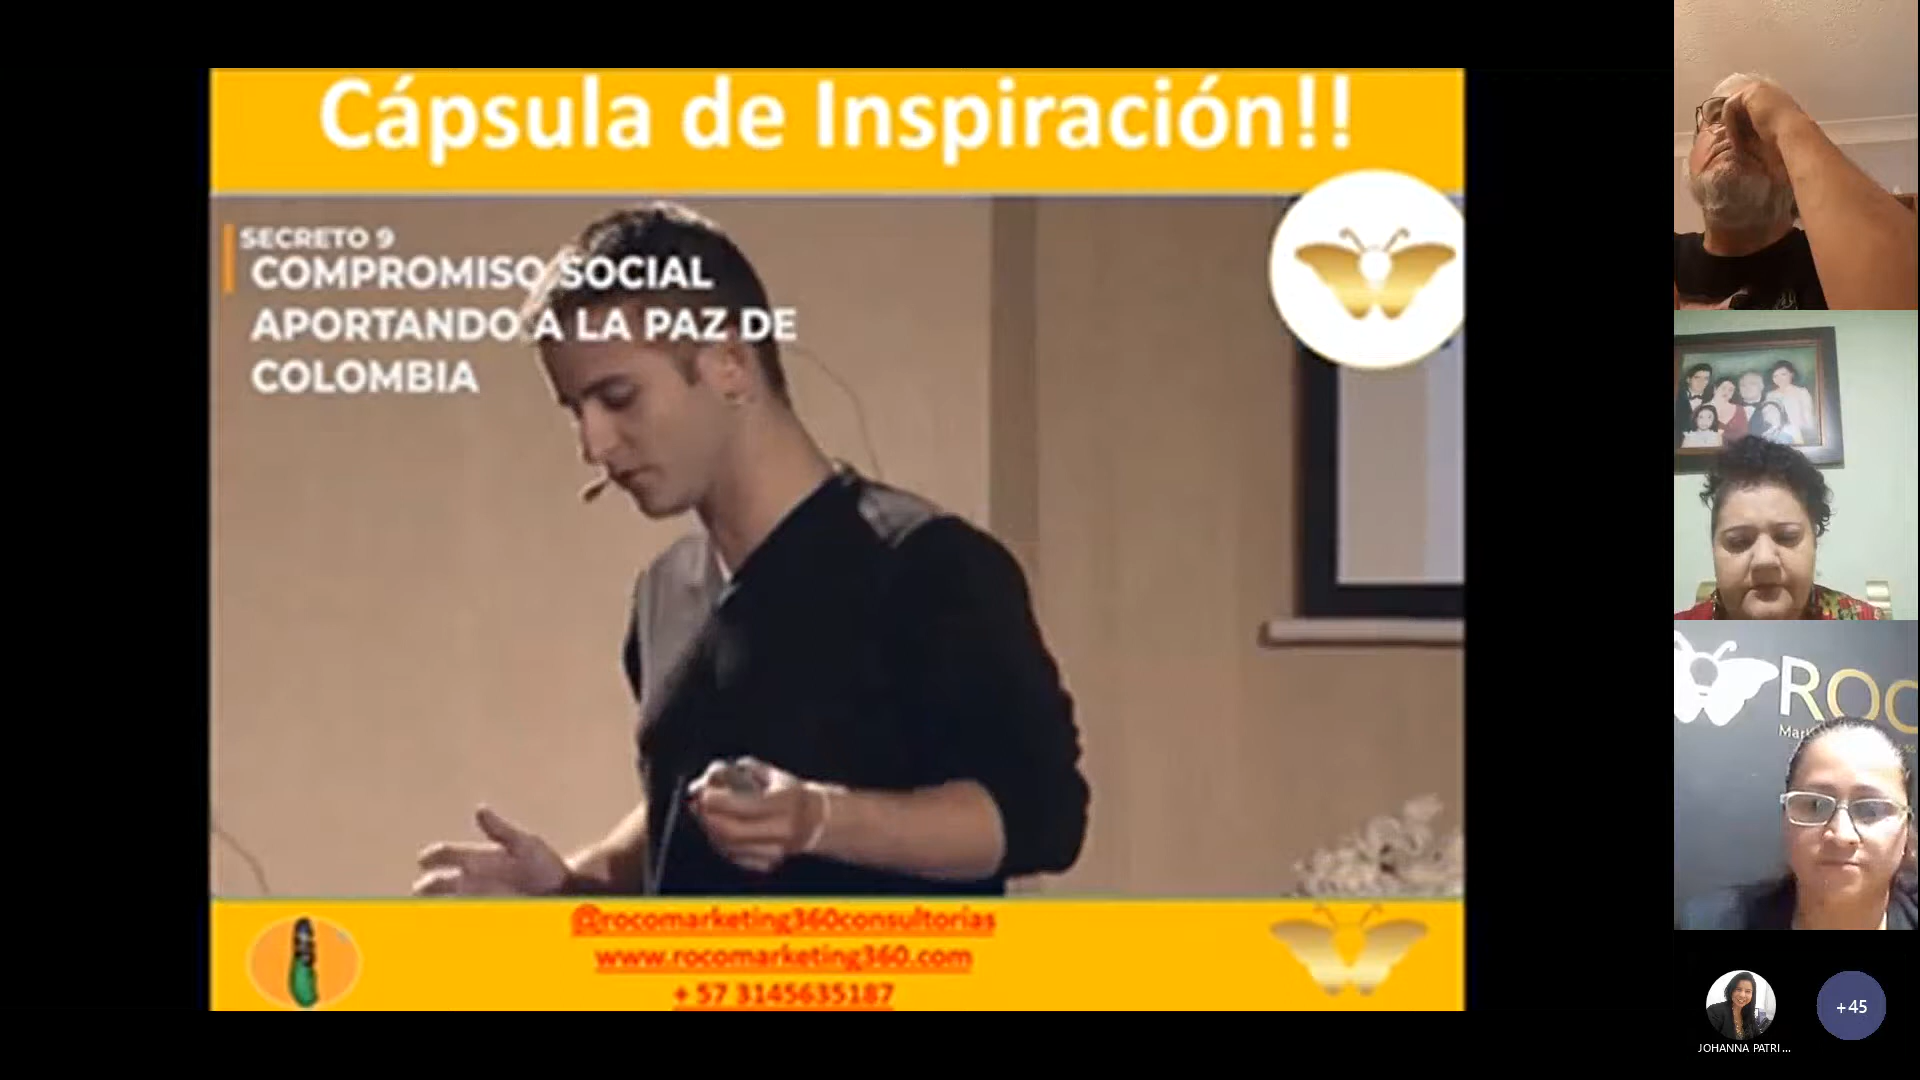 Cápsula de Inspiración!!
SECRETO 9
COMPROMISO SOCIAL
APORTANDO A LA PAZ DE
COLOMBIA
@rocomarketing360consultorias
www.rocomarketing360.com
+ 57 3145635187
ROC
JOHANNA PATRI...
+45